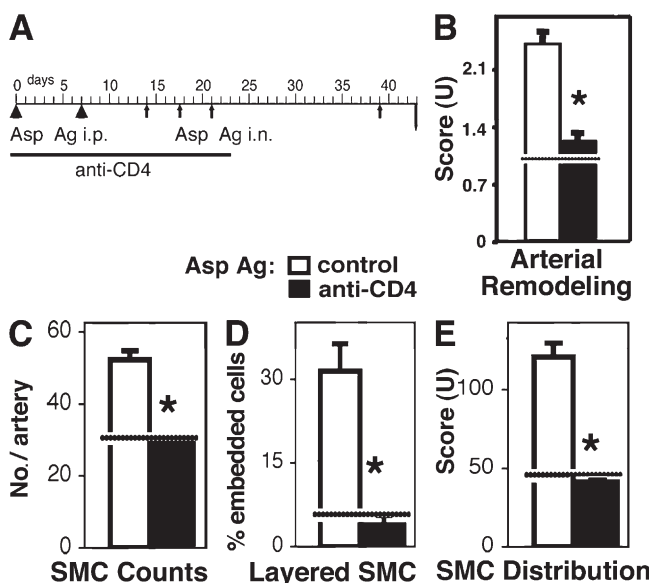 A
0 days 5 10 15 20 25 30 35 40
Asp Ag i.p. Asp Ag i.n.
anti-CD4
B
Score (U)
2.1
1.4
0.7
0
*
Arterial
Remodeling
Asp Ag: control
anti-CD4
C
No./ artery
60
40
20
0
*
SMC Counts
D
% embedded cells
30
15
0
*
Layered SMC
E
Score (U)
100
50
0
*
SMC Distribution